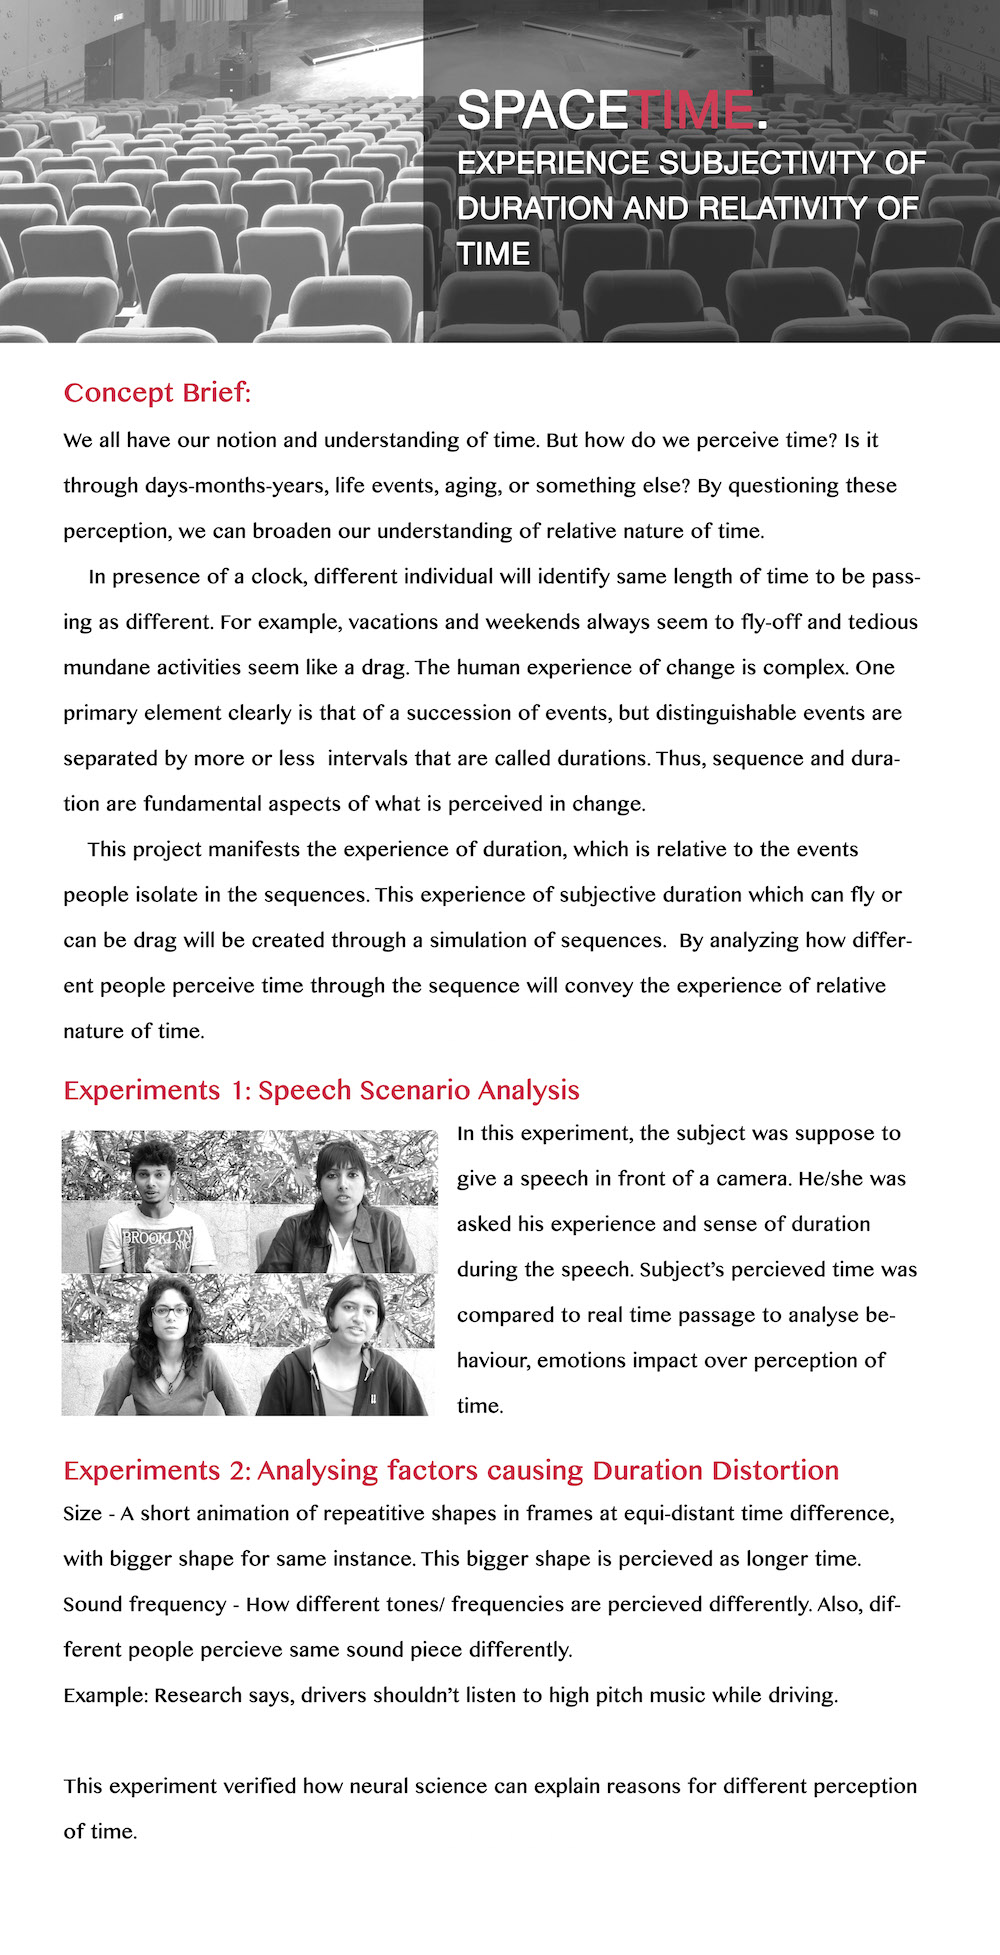 SPACETIME.
EXPERIENCE SUBJECTIVITY OF
DURATION AND RELATIVITY OF
TIME
Concept Brief:
We all have our notion and understanding of time. But how do we perceive time? Is it
through days-months-years, life events, aging, or something else? By questioning these
perception, we can broaden our understanding of relative nature of time.
In presence of a clock, different individual will identify same length of time to be pass-
ing as different. For example, vacations and weekends always seem to fly-off and tedious
mundane activities seem like a drag. The human experience of change is complex. One
primary element clearly is that of a succession of events, but distinguishable events are
separated by more or less  intervals that are called durations. Thus, sequence and dura-
tion are fundamental aspects of what is perceived in change.
This project manifests the experience of duration, which is relative to the events
people isolate in the sequences. This experience of subjective duration which can fly or
can be drag will be created through a simulation of sequences.  By analyzing how differ-
ent people perceive time through the sequence will convey the experience of relative
nature of time.
Experiments 1: Speech Scenario Analysis
BROOKLYN
NYC
In this experiment, the subject was suppose to
give a speech in front of a camera. He/she was
asked his experience and sense of duration
during the speech. Subject's percieved time was
compared to real time passage to analyse be-
haviour, emotions impact over perception of
time.
Experiments 2: Analysing factors causing Duration Distortion
Size - A short animation of repeatitive shapes in frames at equi-distant time difference,
with bigger shape for same instance. This bigger shape is percieved as longer time.
Sound frequency - How different tones/ frequencies are percieved differently. Also, dif-
ferent people percieve same sound piece differently.
Example: Research says, drivers shouldn't listen to high pitch music while driving.
This experiment verified how neural science can explain reasons for different perception
of time.